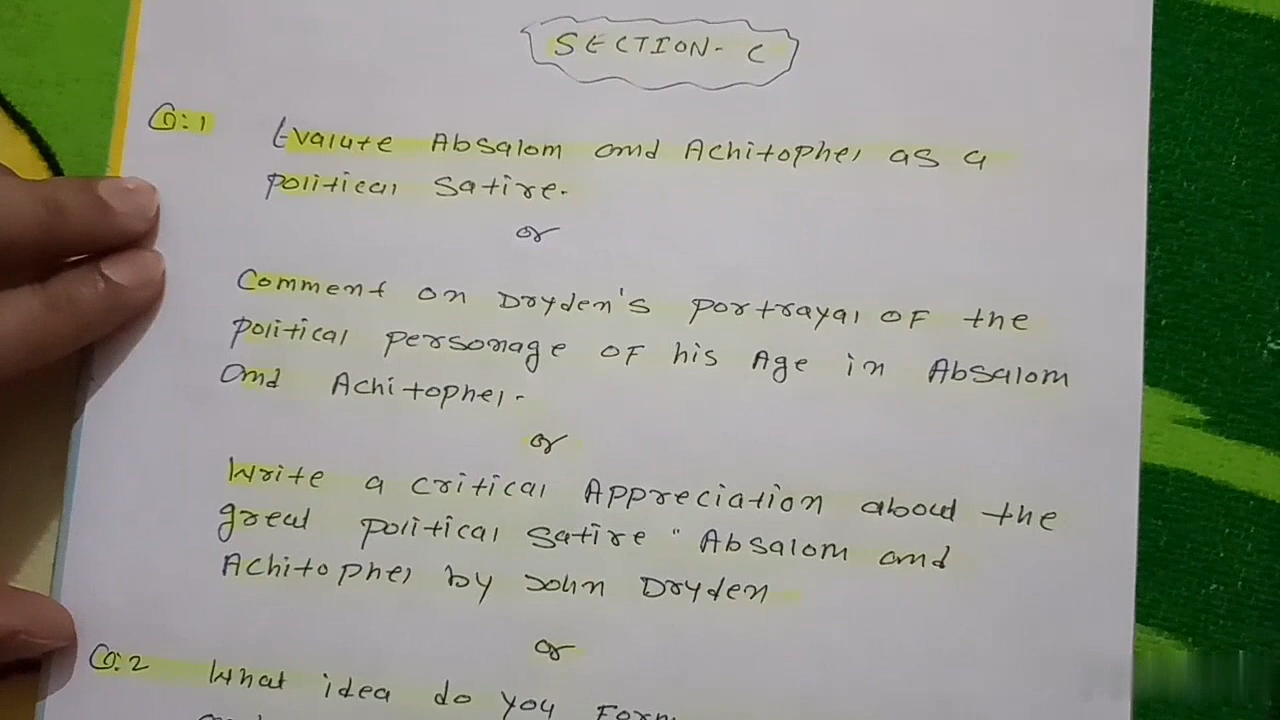 SECTION- C
Q:1 Evalute Absalom and Achitophel as a
political satire.
or
Comment on Dryden's portrayal OF the
political personage OF his Age in Absalom
and Achitophel.
or
Write a critical Appreciation about the
great political satire "Absalom and
Achitophel by John Dryden
or
Q:2 What idea do you Form